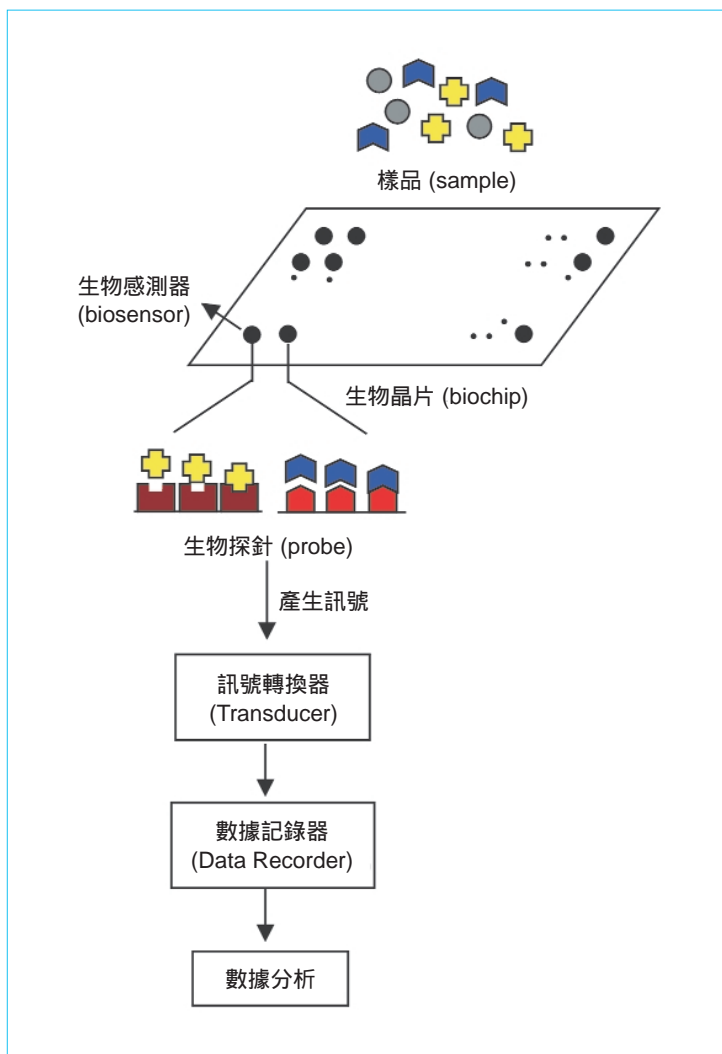 樣品 (sample)
生物感測器
(biosensor)
生物晶片 (biochip)
生物探針 (probe)
產生訊號
訊號轉換器
(Transducer)
數據記錄器
(Data Recorder)
數據分析